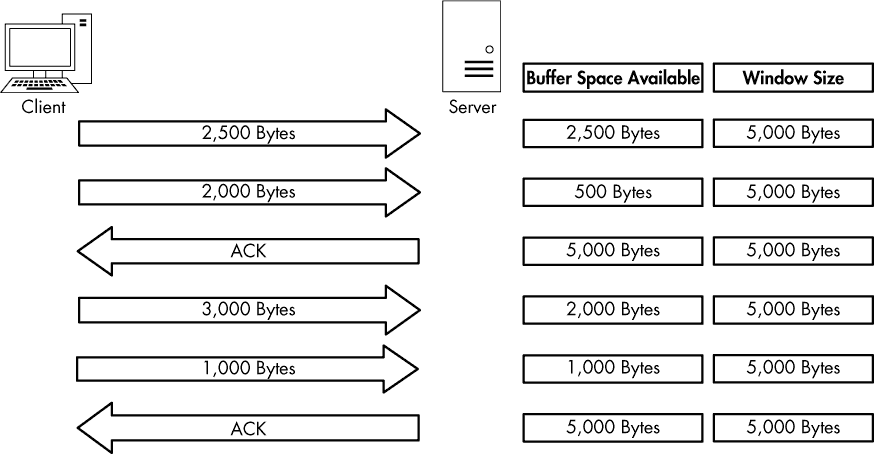 Client
Server
Buffer Space Available Window Size
2,500 Bytes 2,500 Bytes 5,000 Bytes
2,000 Bytes 500 Bytes 5,000 Bytes
ACK 5,000 Bytes 5,000 Bytes
3,000 Bytes 2,000 Bytes 5,000 Bytes
1,000 Bytes 1,000 Bytes 5,000 Bytes
ACK 5,000 Bytes 5,000 Bytes